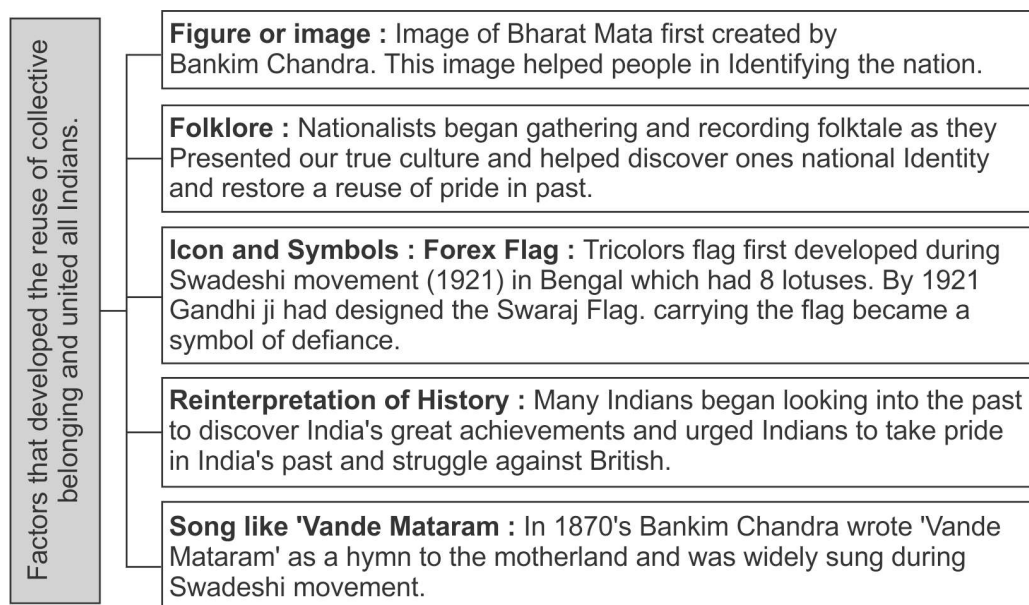 Factors that developed the reuse of collective
belonging and united all Indians.
Figure or image : Image of Bharat Mata first created by
Bankim Chandra. This image helped people in Identifying the nation.
Folklore : Nationalists began gathering and recording folktale as they
Presented our true culture and helped discover ones national Identity
and restore a reuse of pride in past.
Icon and Symbols : Forex Flag : Tricolors flag first developed during
Swadeshi movement (1921) in Bengal which had 8 lotuses. By 1921
Gandhi ji had designed the Swaraj Flag. carrying the flag became a
symbol of defiance.
Reinterpretation of History : Many Indians began looking into the past
to discover India's great achievements and urged Indians to take pride
in India's past and struggle against British.
Song like 'Vande Mataram : In 1870's Bankim Chandra wrote 'Vande
Mataram' as a hymn to the motherland and was widely sung during
Swadeshi movement.